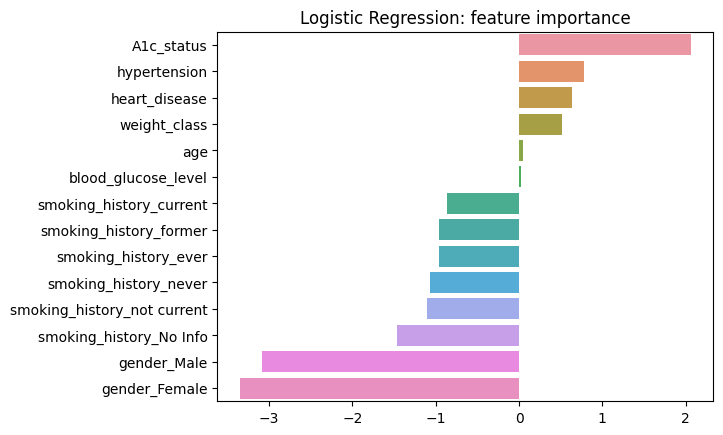 Logistic Regression: feature importance
A1c_status
hypertension
heart_disease
weight_class
age
blood_glucose_level
smoking_history_current
smoking_history_former
smoking_history_ever
smoking_history_never
smoking_history_not current
smoking_history_No Info
gender_Male
gender_Female
−3 −2 −1 0 1 2